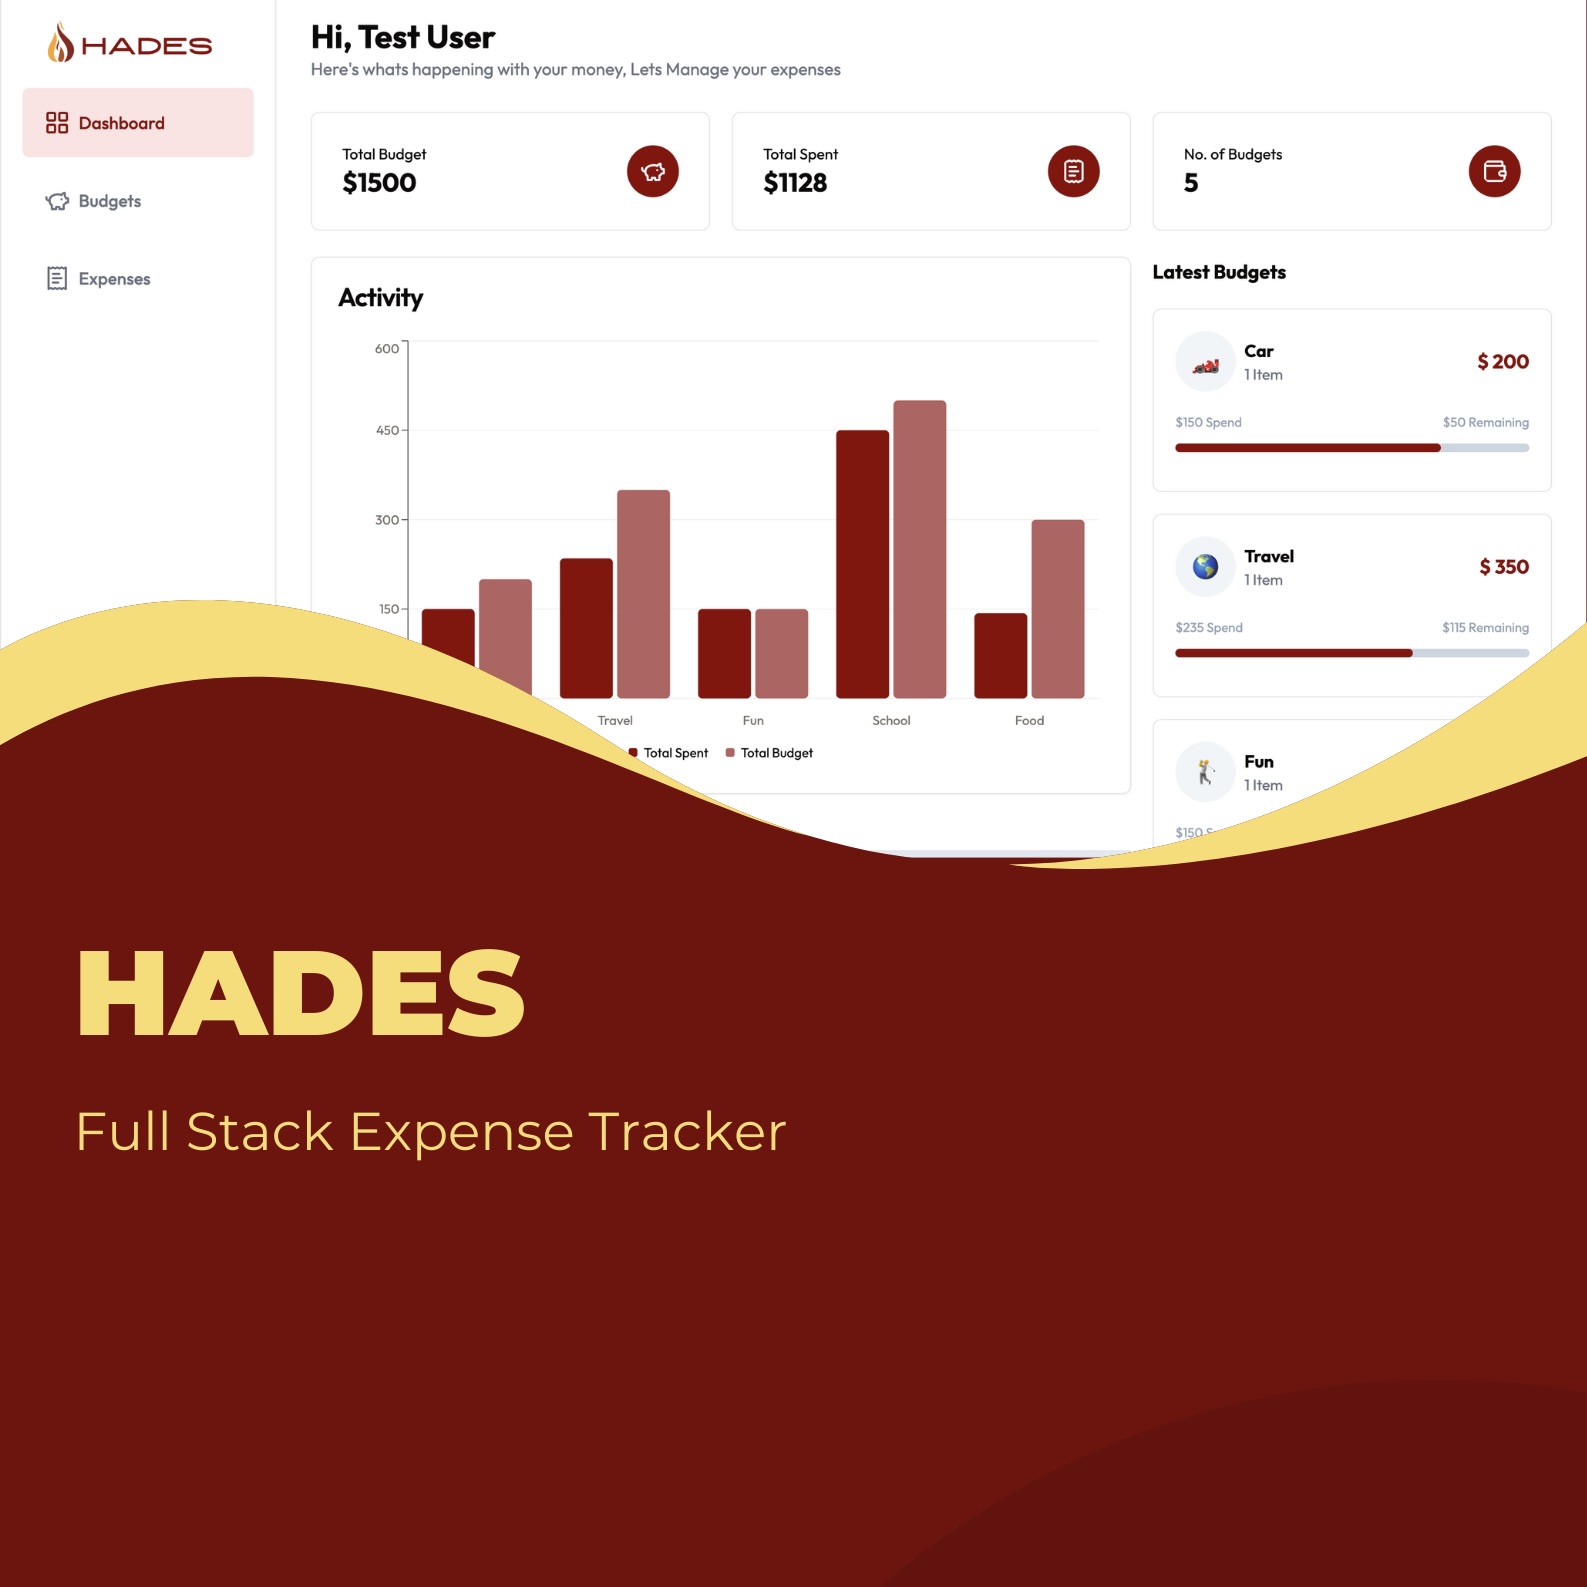 HADES
Dashboard
Budgets
Expenses
Hi, Test User
Here's whats happening with your money, Lets Manage your expenses
Total Budget
$1500
Total Spent
$1128
No. of Budgets
5
Activity
600
450
300
150
Travel Fun School Food
Total Spent Total Budget
Latest Budgets
Car
1 Item
$ 200
$150 Spend $50 Remaining
Travel
1 Item
$ 350
$235 Spend $115 Remaining
Fun
1 Item
$150
HADES
Full Stack Expense Tracker